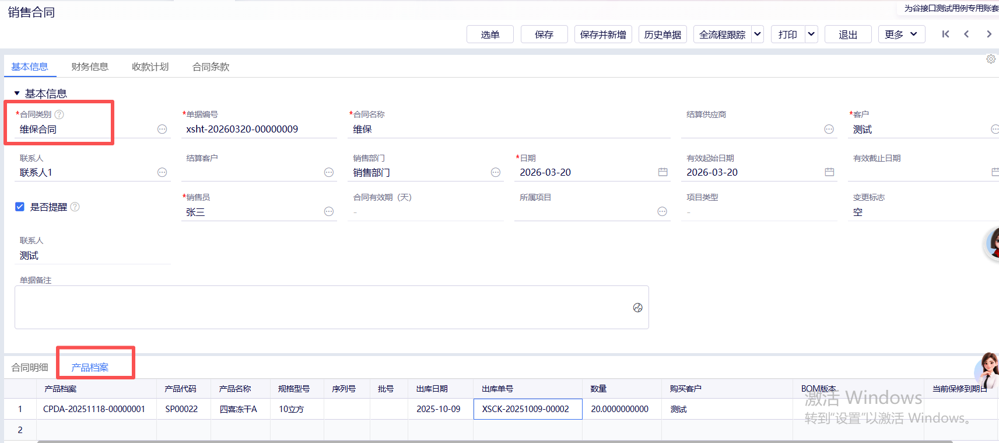 销售合同
为谷接口测试用例专用账套
选单 保存 保存并新增 历史单据 全流程跟踪 打印 退出 更多
基本信息 财务信息 收款计划 合同条款
基本信息
*合同类别 *单据编号 *合同名称 结算供应商 *客户
维保合同 xsht-20260320-00000009 维保 测试
联系人 结算客户 销售部门 *日期 有效起始日期 有效截止日期
联系人1 销售部门 2026-03-20 2026-03-20
是否提醒 *销售员 合同有效期（天） 所属项目 项目类型 变更标志
张三 - - 空
联系人
测试
单据备注
合同明细 产品档案
产品档案 产品代码 产品名称 规格型号 序列号 批号 出库日期 出库单号 数量 购买客户 BOM版本 当前保修到期日
1 CPDA-20251118-00000001 SP00022 四喜冻干A 10立方 2025-10-09 XSCK-20251009-00002 20.0000000000 测试
2
激活 Windows
转到“设置”以激活 Windows。